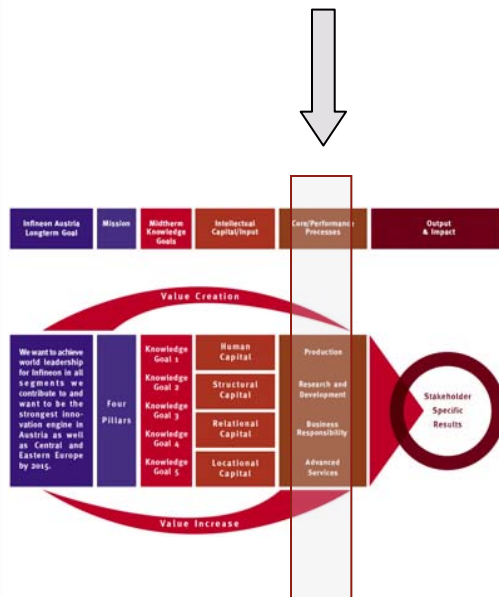 Infineon Austria
Longterm Goal
Mission
Midtherm
Knowledge
Goals
Intellectual
Capital/Input
Core/Performance
Processes
Output
& Impact
Value Creation
We want to achieve
world leadership
for Infineon in all
segments we
contribute to and
want to be the
strongest inno-
vation engine in
Austria as well
as Central and
Eastern Europe
by 2015.
Four
Pillars
Knowledge
Goal 1
Knowledge
Goal 2
Knowledge
Goal 3
Knowledge
Goal 4
Knowledge
Goal 5
Human
Capital
Structural
Capital
Relational
Capital
Locational
Capital
Production
Research and
Development
Business
Responsibility
Advanced
Services
Stakeholder
Specific
Results
Value Increase